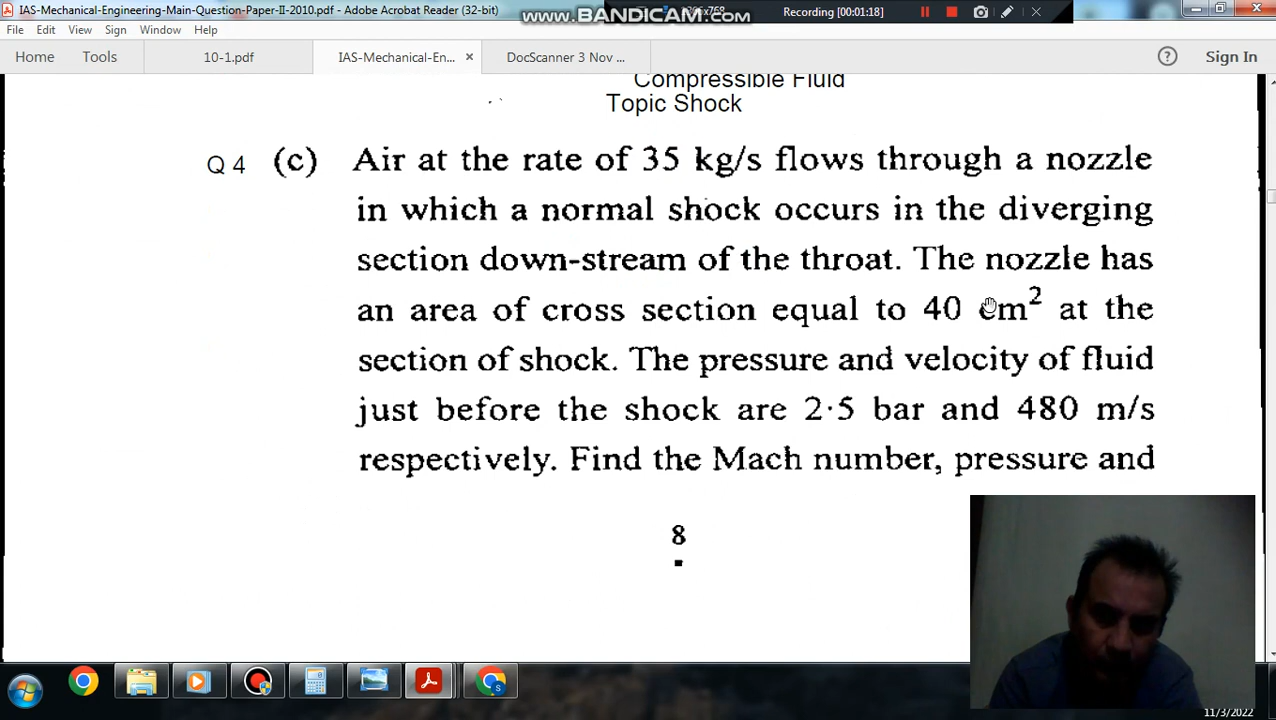 IAS-Mechanical-Engineering-Main-Question-Paper-II-2010.pdf - Adobe Acrobat Reader (32-bit)
www.BANDICAM.com
Recording [00:01:18]
File Edit View Sign Window Help
Home Tools 10-1.pdf IAS-Mechanical-En... × DocScanner 3 Nov ... ? Sign In
Compressible Fluid
Topic Shock
Q 4 (c) Air at the rate of 35 kg/s flows through a nozzle
in which a normal shock occurs in the diverging
section down-stream of the throat. The nozzle has
an area of cross section equal to 40 cm² at the
section of shock. The pressure and velocity of fluid
just before the shock are 2·5 bar and 480 m/s
respectively. Find the Mach number, pressure and
8
11/3/2022